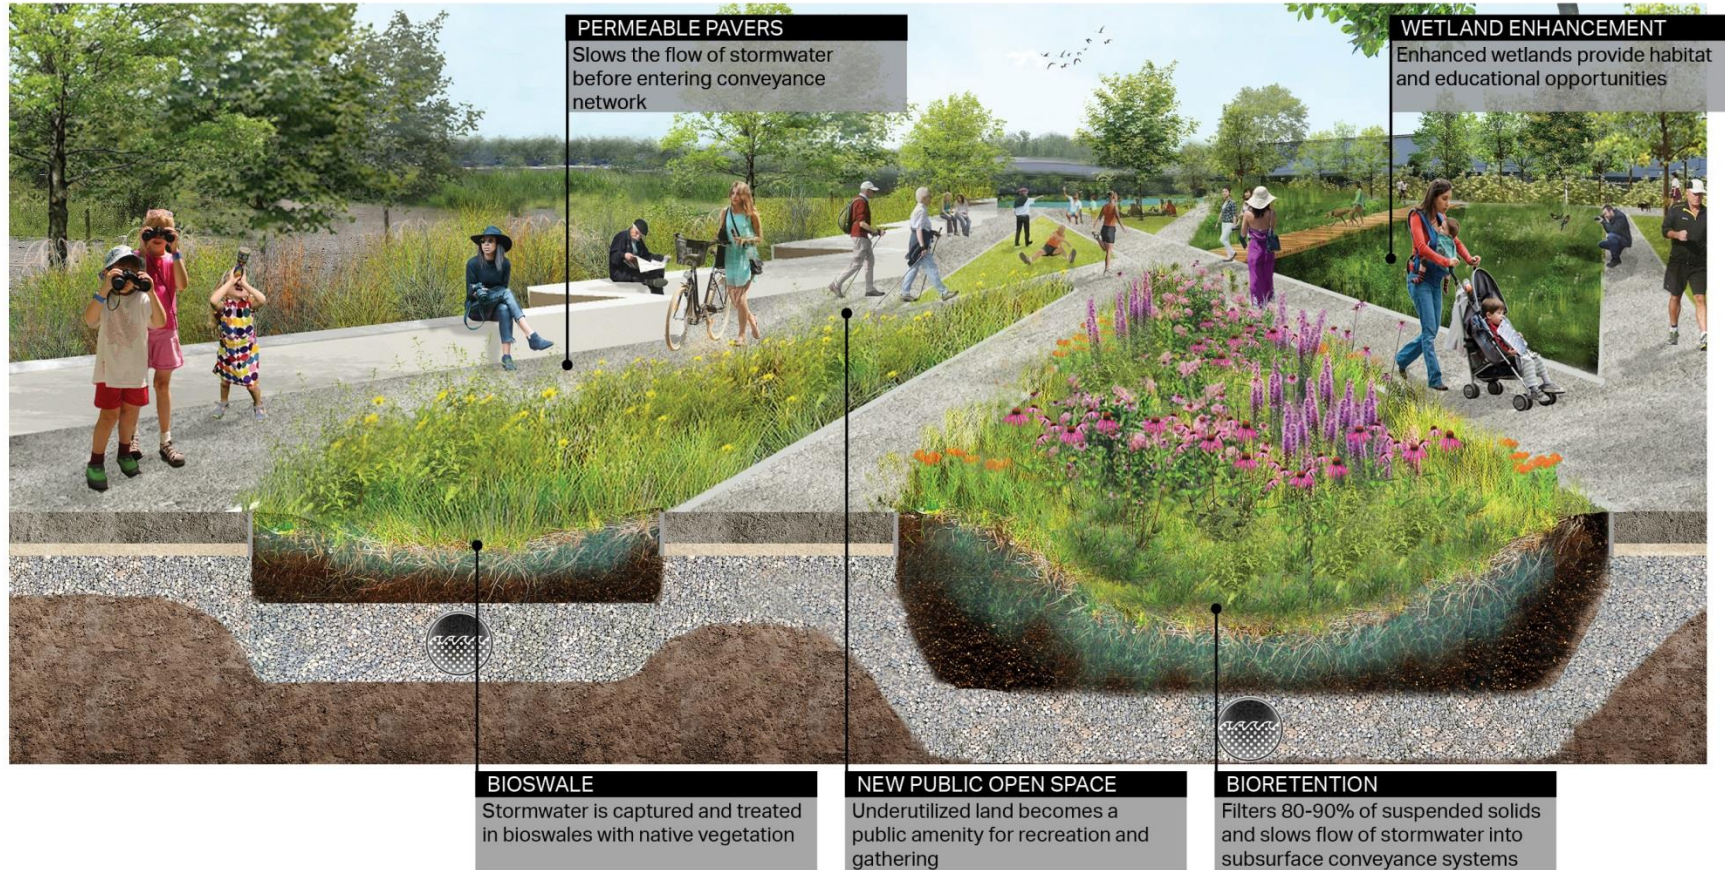 PERMEABLE PAVERS
Slows the flow of stormwater
before entering conveyance
network
WETLAND ENHANCEMENT
Enhanced wetlands provide habitat
and educational opportunities
BIOSWALE
Stormwater is captured and treated
in bioswales with native vegetation
NEW PUBLIC OPEN SPACE
Underutilized land becomes a
public amenity for recreation and
gathering
BIORETENTION
Filters 80-90% of suspended solids
and slows flow of stormwater into
subsurface conveyance systems